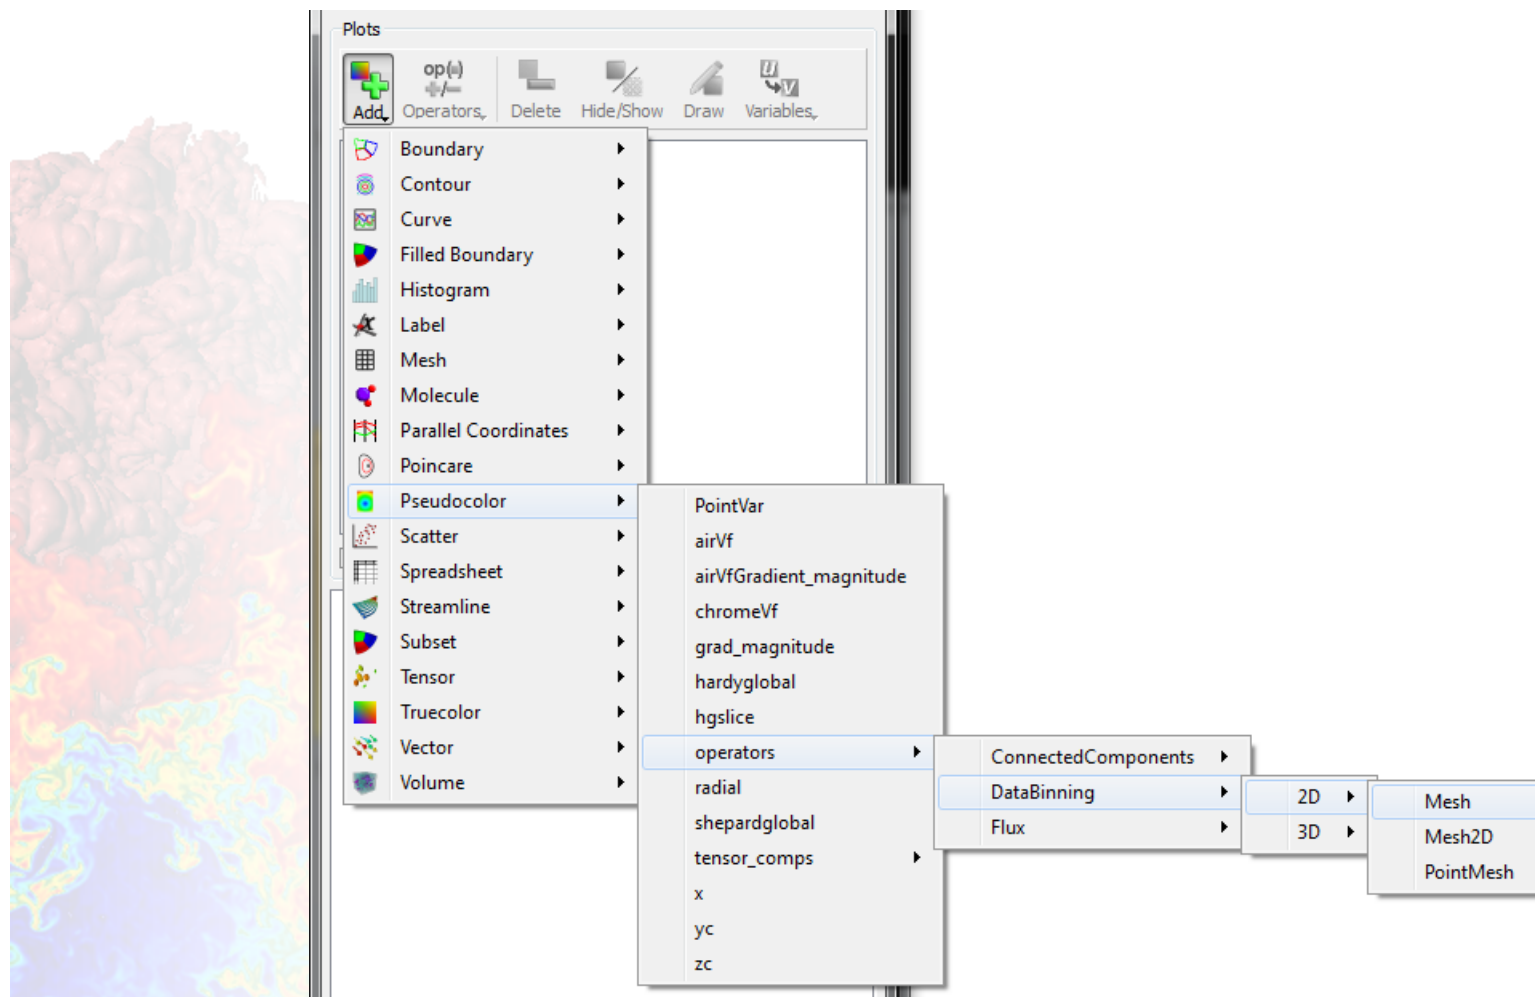 Plots
op(=)
+/-
Add Operators Delete Hide/Show Draw Variables
Boundary
Contour
Curve
Filled Boundary
Histogram
Label
Mesh
Molecule
Parallel Coordinates
Poincare
Pseudocolor
Scatter
Spreadsheet
Streamline
Subset
Tensor
Truecolor
Vector
Volume
PointVar
airVf
airVfGradient_magnitude
chromeVf
grad_magnitude
hardyglobal
hgslice
operators
radial
shepardglobal
tensor_comps
x
yc
zc
ConnectedComponents
DataBinning
Flux
2D
3D
Mesh
Mesh2D
PointMesh